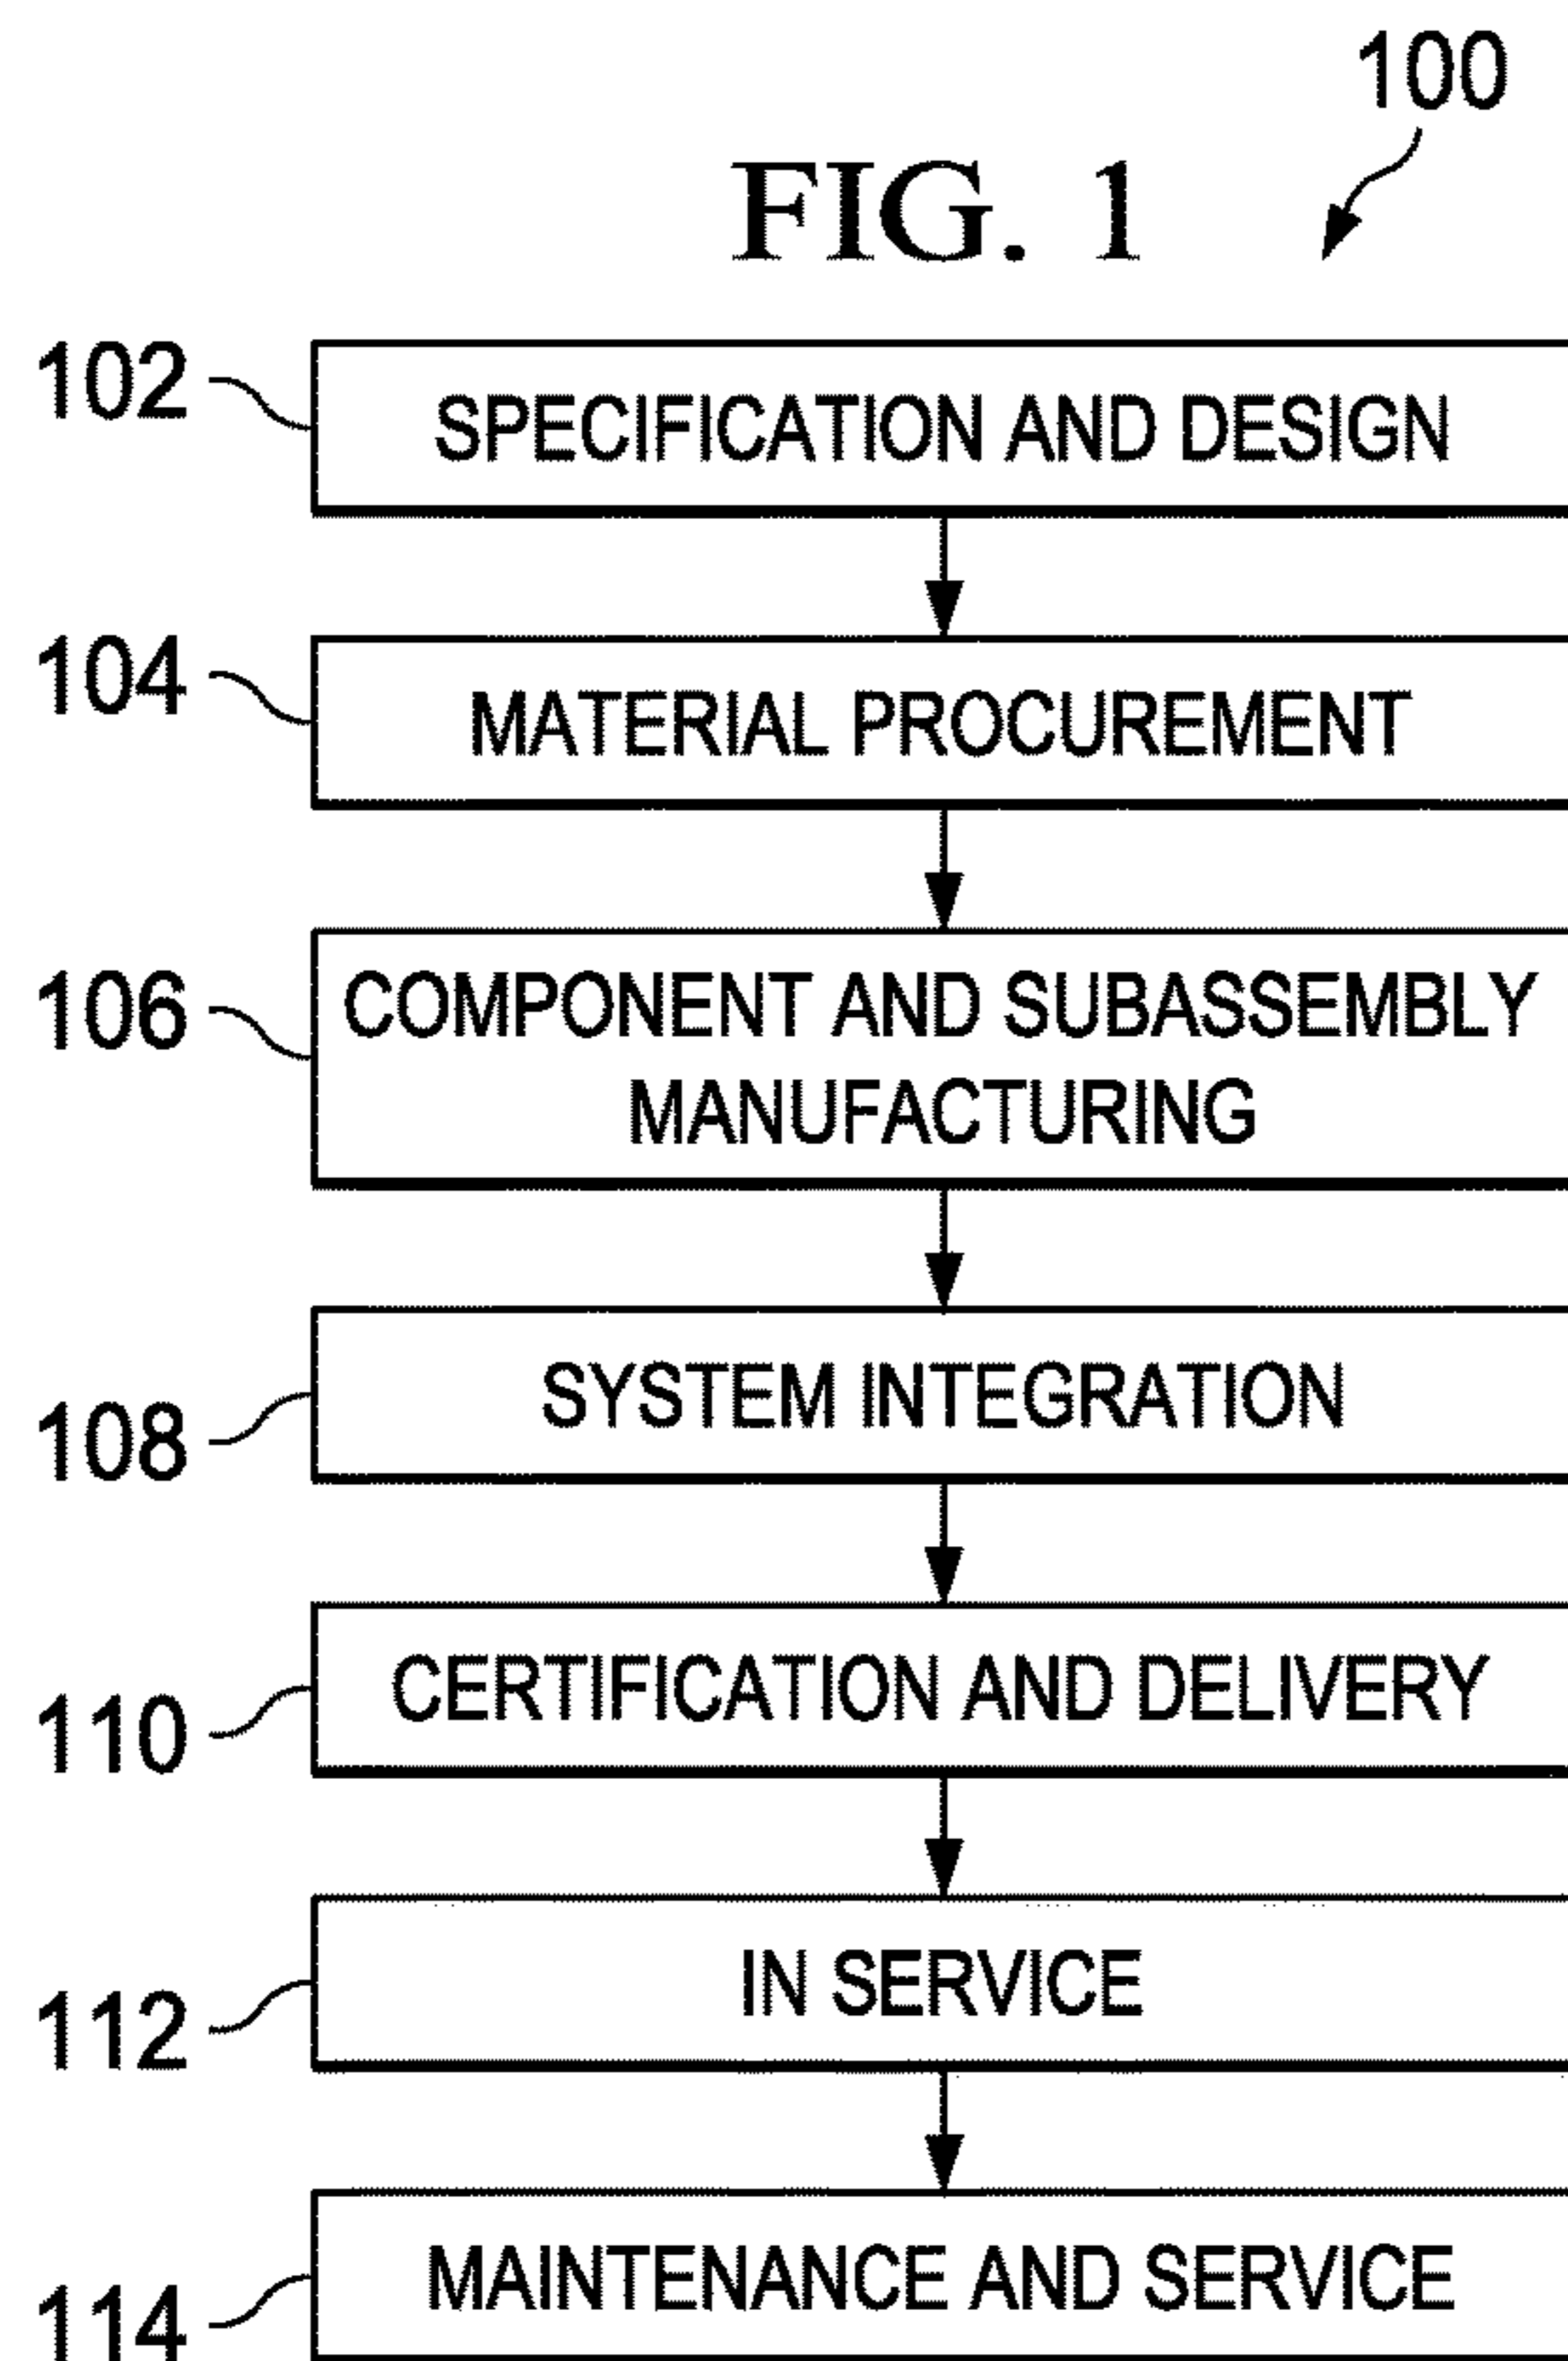 100
FIG. 1
102
SPECIFICATION AND DESIGN
104
MATERIAL PROCUREMENT
106
COMPONENT AND SUBASSEMBLY
MANUFACTURING
108
SYSTEM INTEGRATION
110
CERTIFICATION AND DELIVERY
112
IN SERVICE
114
MAINTENANCE AND SERVICE